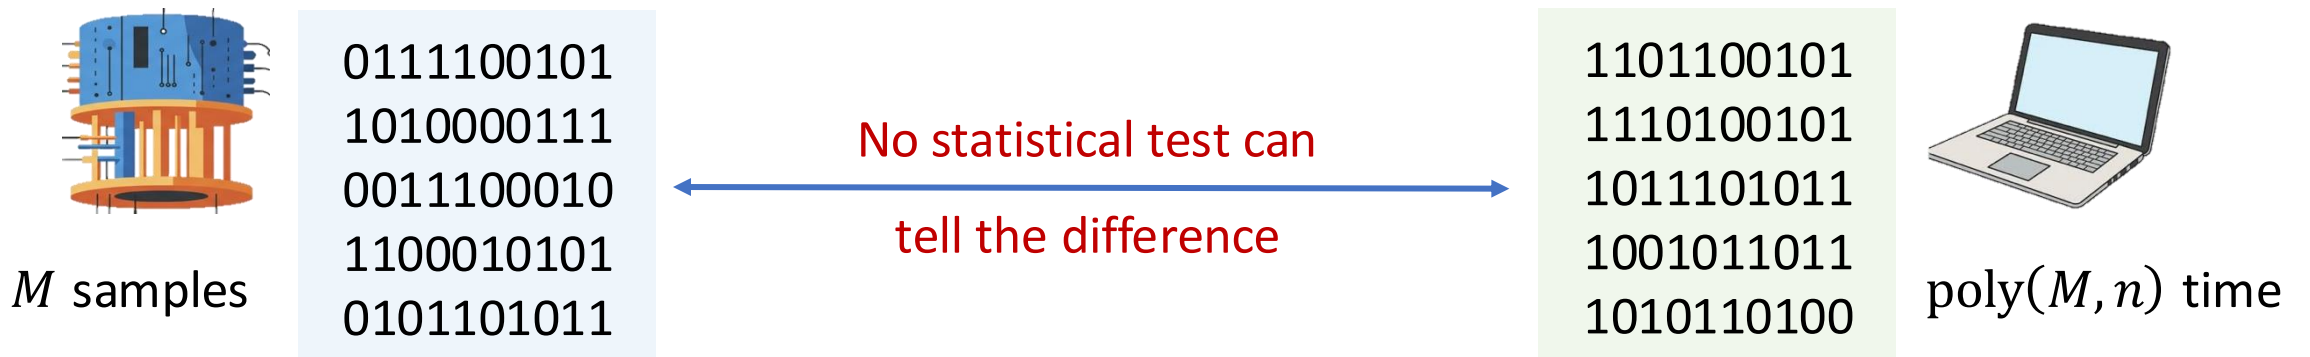 0111100101
1010000111
0011100010
1100010101
0101101011
M samples
No statistical test can
tell the difference
1101100101
1110100101
1011101011
1001011011
1010110100
poly(M, n) time